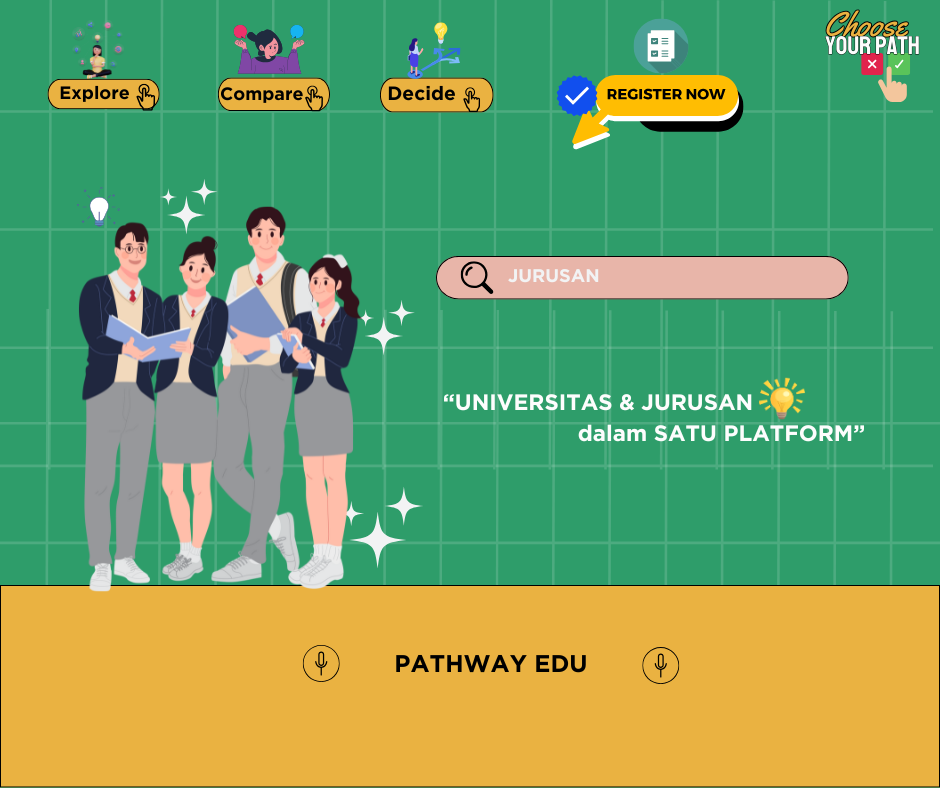 Choose
YOUR PATH
Explore
Compare
Decide
REGISTER NOW
JURUSAN
“UNIVERSITAS & JURUSAN
dalam SATU PLATFORM”
PATHWAY EDU